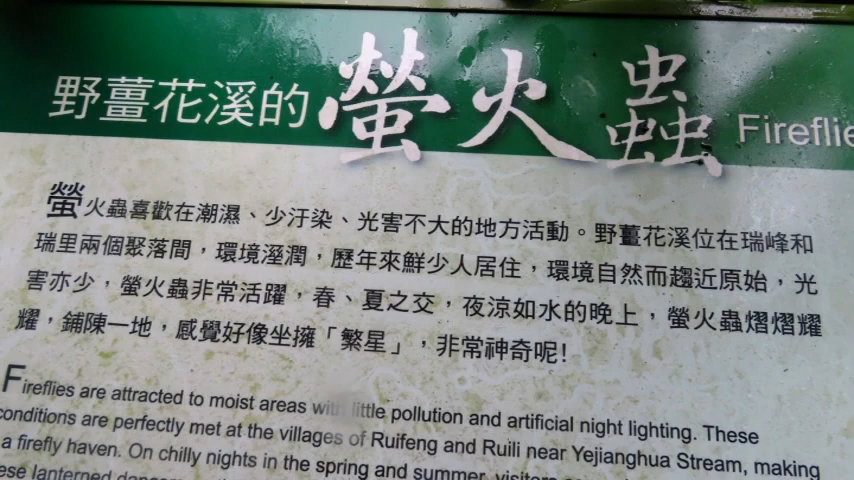 野薑花溪的螢火蟲 Fireflie
螢火蟲喜歡在潮濕、少汙染、光害不大的地方活動。野薑花溪位在瑞峰和
瑞里兩個聚落間，環境溼潤，歷年來鮮少人居住，環境自然而趨近原始，光
害亦少，螢火蟲非常活躍，春、夏之交，夜涼如水的晚上，螢火蟲熠熠耀
耀，鋪陳一地，感覺好像坐擁「繁星」，非常神奇呢！
Fireflies are attracted to moist areas with little pollution and artificial night lighting. These
conditions are perfectly met at the villages of Ruifeng and Ruili near Yejianghua Stream, making
a firefly haven. On chilly nights in the spring and summer, visitors
lanterned